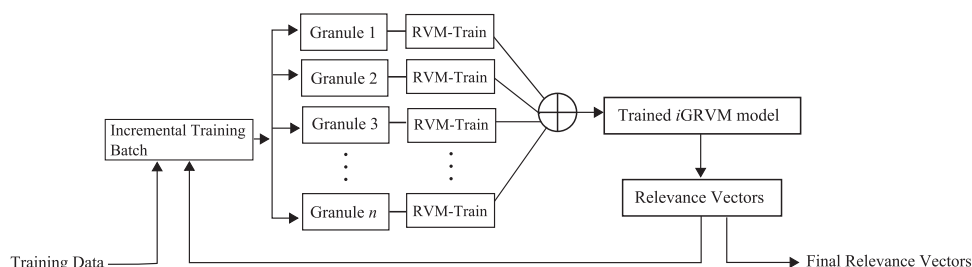 Granule 1
RVM-Train
Granule 2
RVM-Train
Granule 3
RVM-Train
Granule n
RVM-Train
Incremental Training
Batch
Trained iGRVM model
Relevance Vectors
Training Data
Final Relevance Vectors